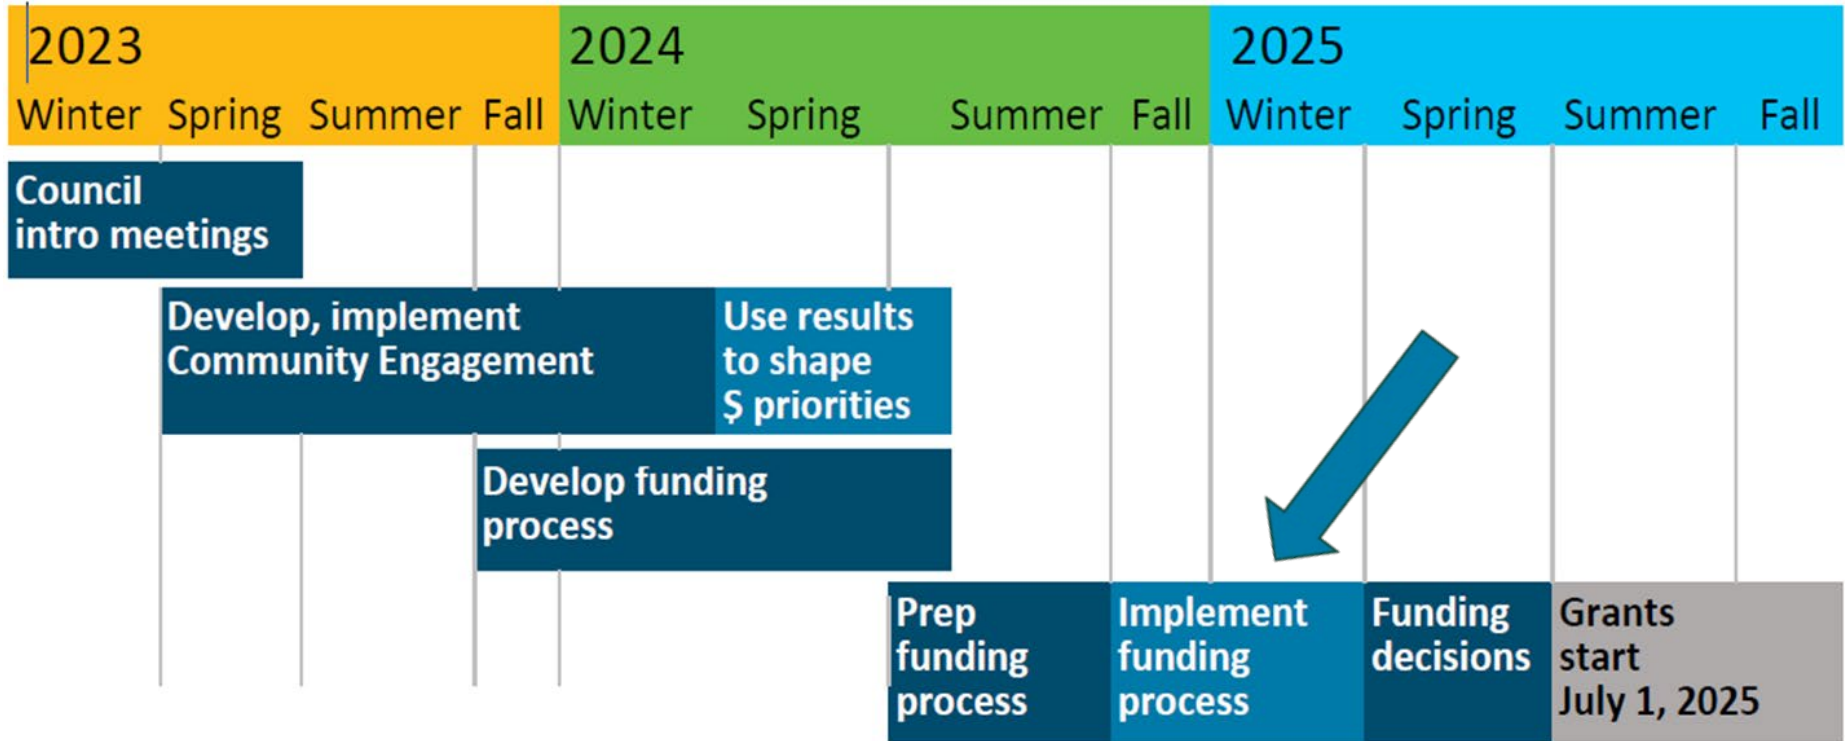 2023 2024 2025
Winter Spring Summer Fall Winter Spring Summer Fall Winter Spring Summer Fall
Council
intro meetings
Develop, implement
Community Engagement
Use results
to shape
$ priorities
Develop funding
process
Prep
funding
process
Implement
funding
process
Funding
decisions
Grants
start
July 1, 2025